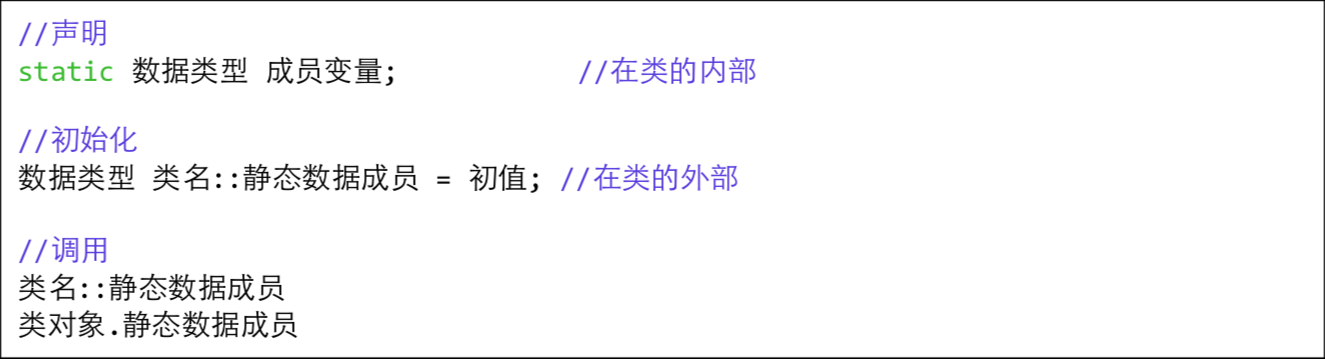 //声明
static 数据类型 成员变量; //在类的内部
//初始化
数据类型 类名::静态数据成员 = 初值; //在类的外部
//调用
类名::静态数据成员
类对象.静态数据成员